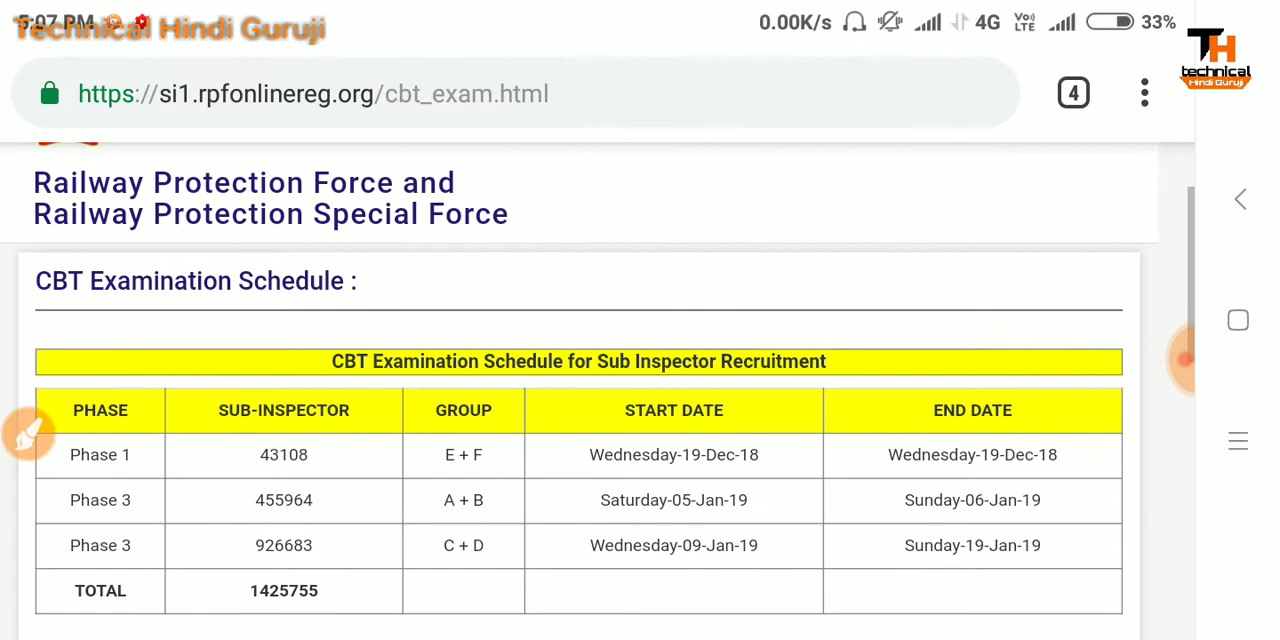 5:07 PM
Technical Hindi Guruji
0.00K/s 4G Vo)) LTE 33%
TH
technical
Hindi Guruji
https://si1.rpfonlinereg.org/cbt_exam.html
4
Railway Protection Force and
Railway Protection Special Force
CBT Examination Schedule :
CBT Examination Schedule for Sub Inspector Recruitment
PHASE SUB-INSPECTOR GROUP START DATE END DATE
Phase 1 43108 E + F Wednesday-19-Dec-18 Wednesday-19-Dec-18
Phase 3 455964 A + B Saturday-05-Jan-19 Sunday-06-Jan-19
Phase 3 926683 C + D Wednesday-09-Jan-19 Sunday-19-Jan-19
TOTAL 1425755